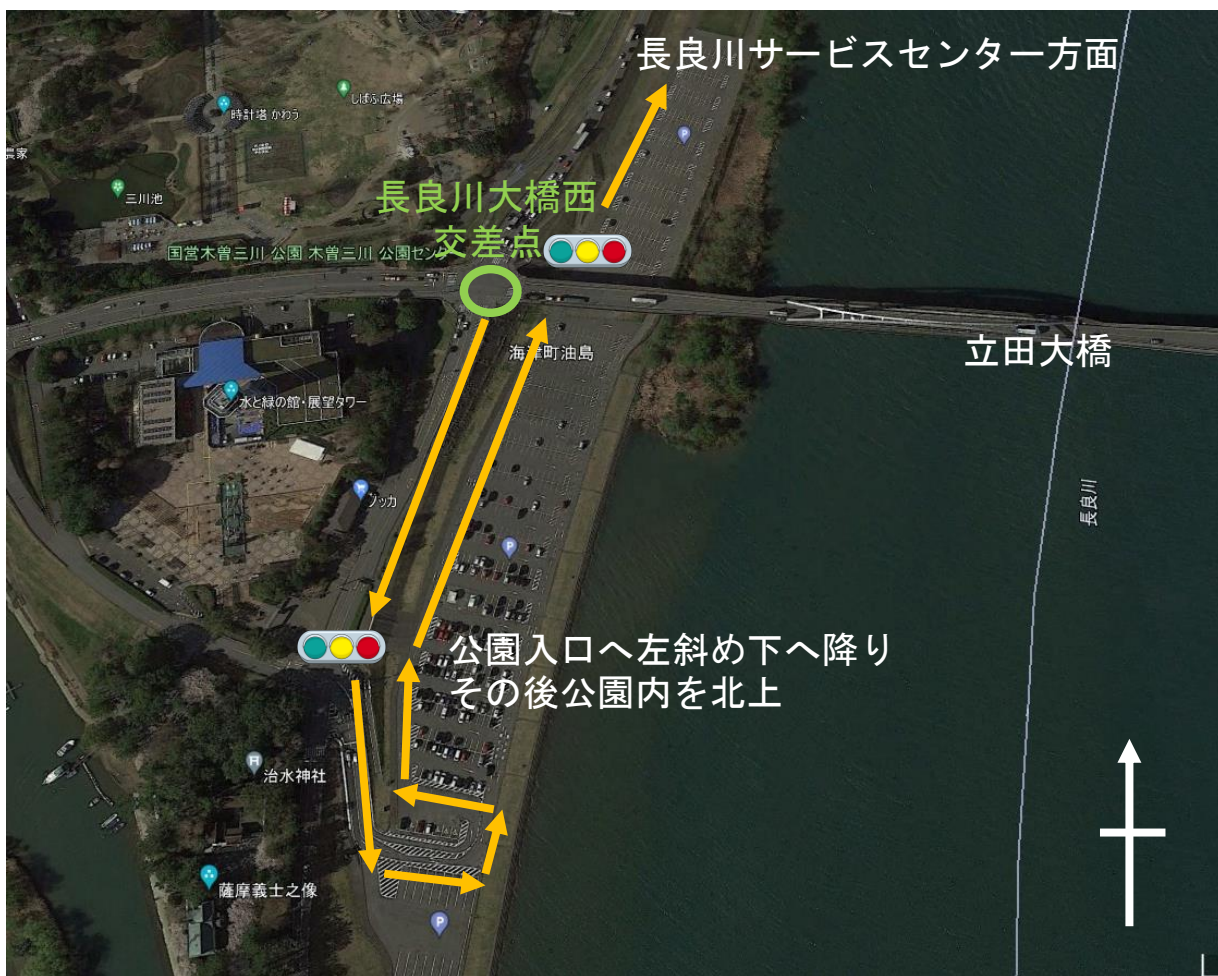 長良川サービスセンター方面
しばふ広場
時計塔 かわう
農家
三川池
長良川大橋西
交差点
国営木曽三川 公園 木曽三川 公園センタ
海津町油島
立田大橋
水と緑の館・展望タワー
長良川
P
公園入口へ左斜め下へ降り
その後公園内を北上
治水神社
薩摩義士之像
P
P